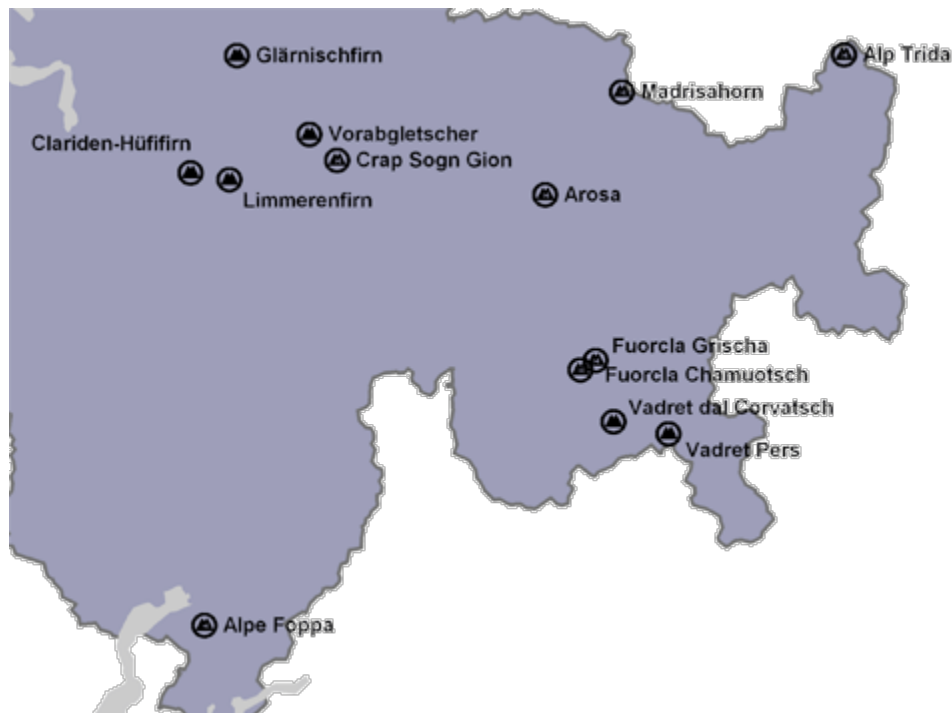 Glärnischfirn
Alp Trida
Madrisahorn
Vorabgletscher
Clariden-Hüfifirn
Crap Sogn Gion
Limmerenfirn
Arosa
Fuorcla Grischa
Fuorcla Chamuotsch
Vadret dal Corvatsch
Vadret Pers
Alpe Foppa